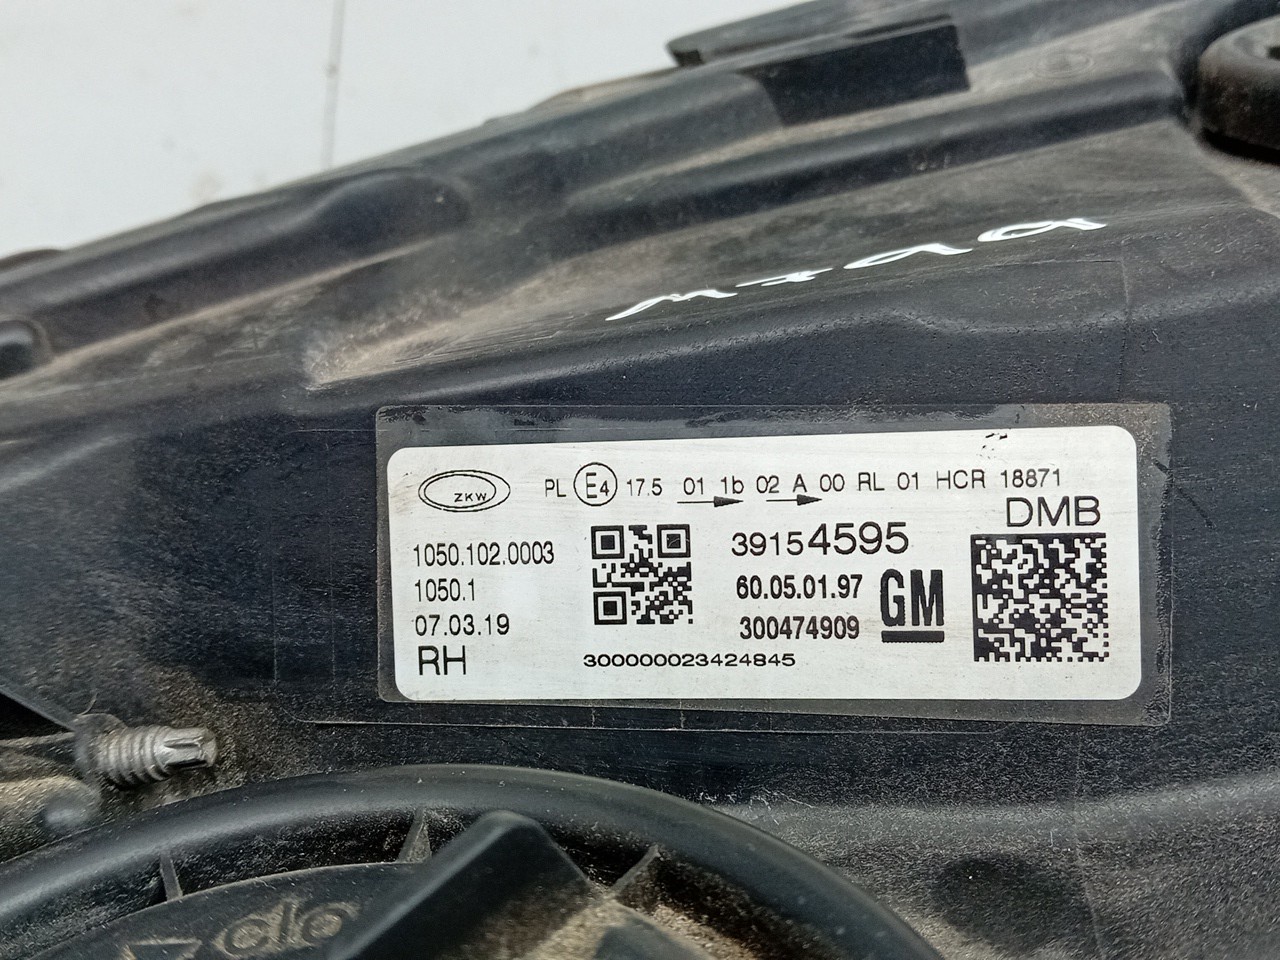 ZKW PL E4 17.5 01 1b 02 A 00 RL 01 HCR 18871
DMB
1050.102.0003
39154595
1050.1
60.05.01.97
GM
07.03.19
300474909
RH
300000023424845
clo